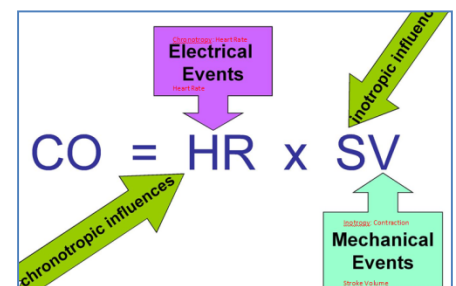 Chronotropy: Heart Rate
Electrical
Events
Heart Rate
inotropic influenc
CO = HR x SV
chronotropic influences
Inotropy: Contraction
Mechanical
Events
Stroke Volume